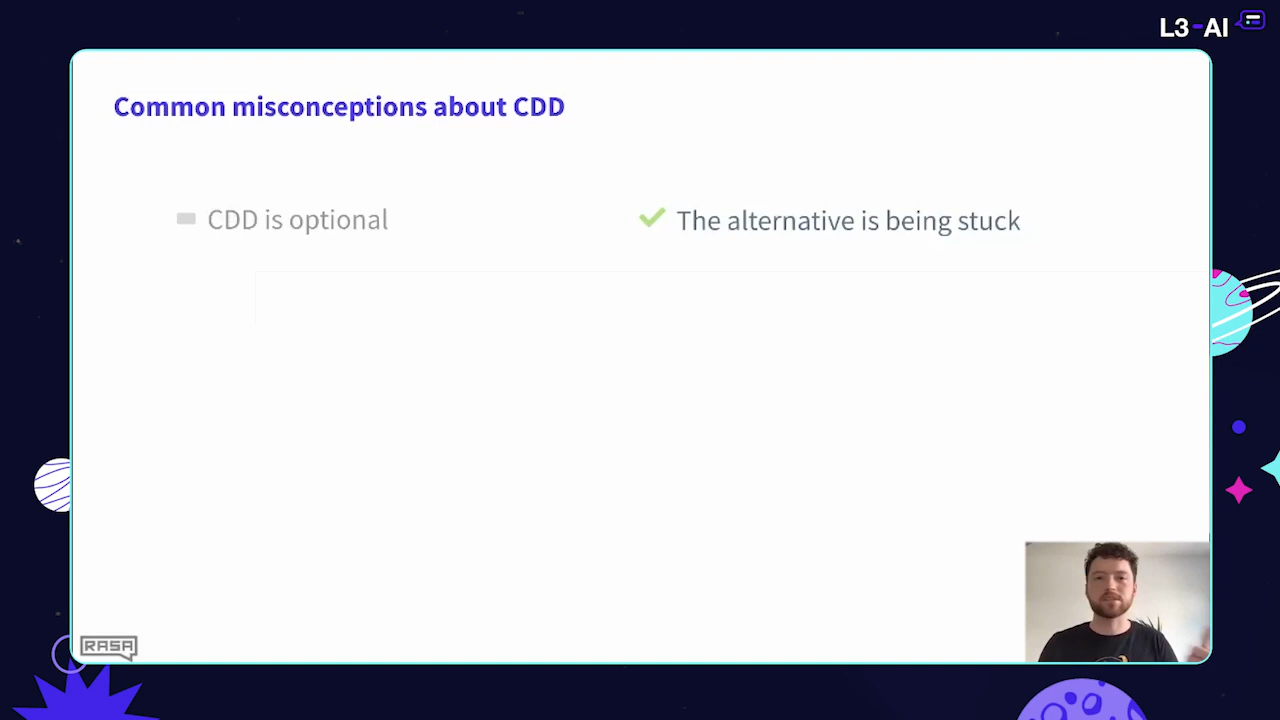 L3-AI
Common misconceptions about CDD
CDD is optional
The alternative is being stuck
RASA